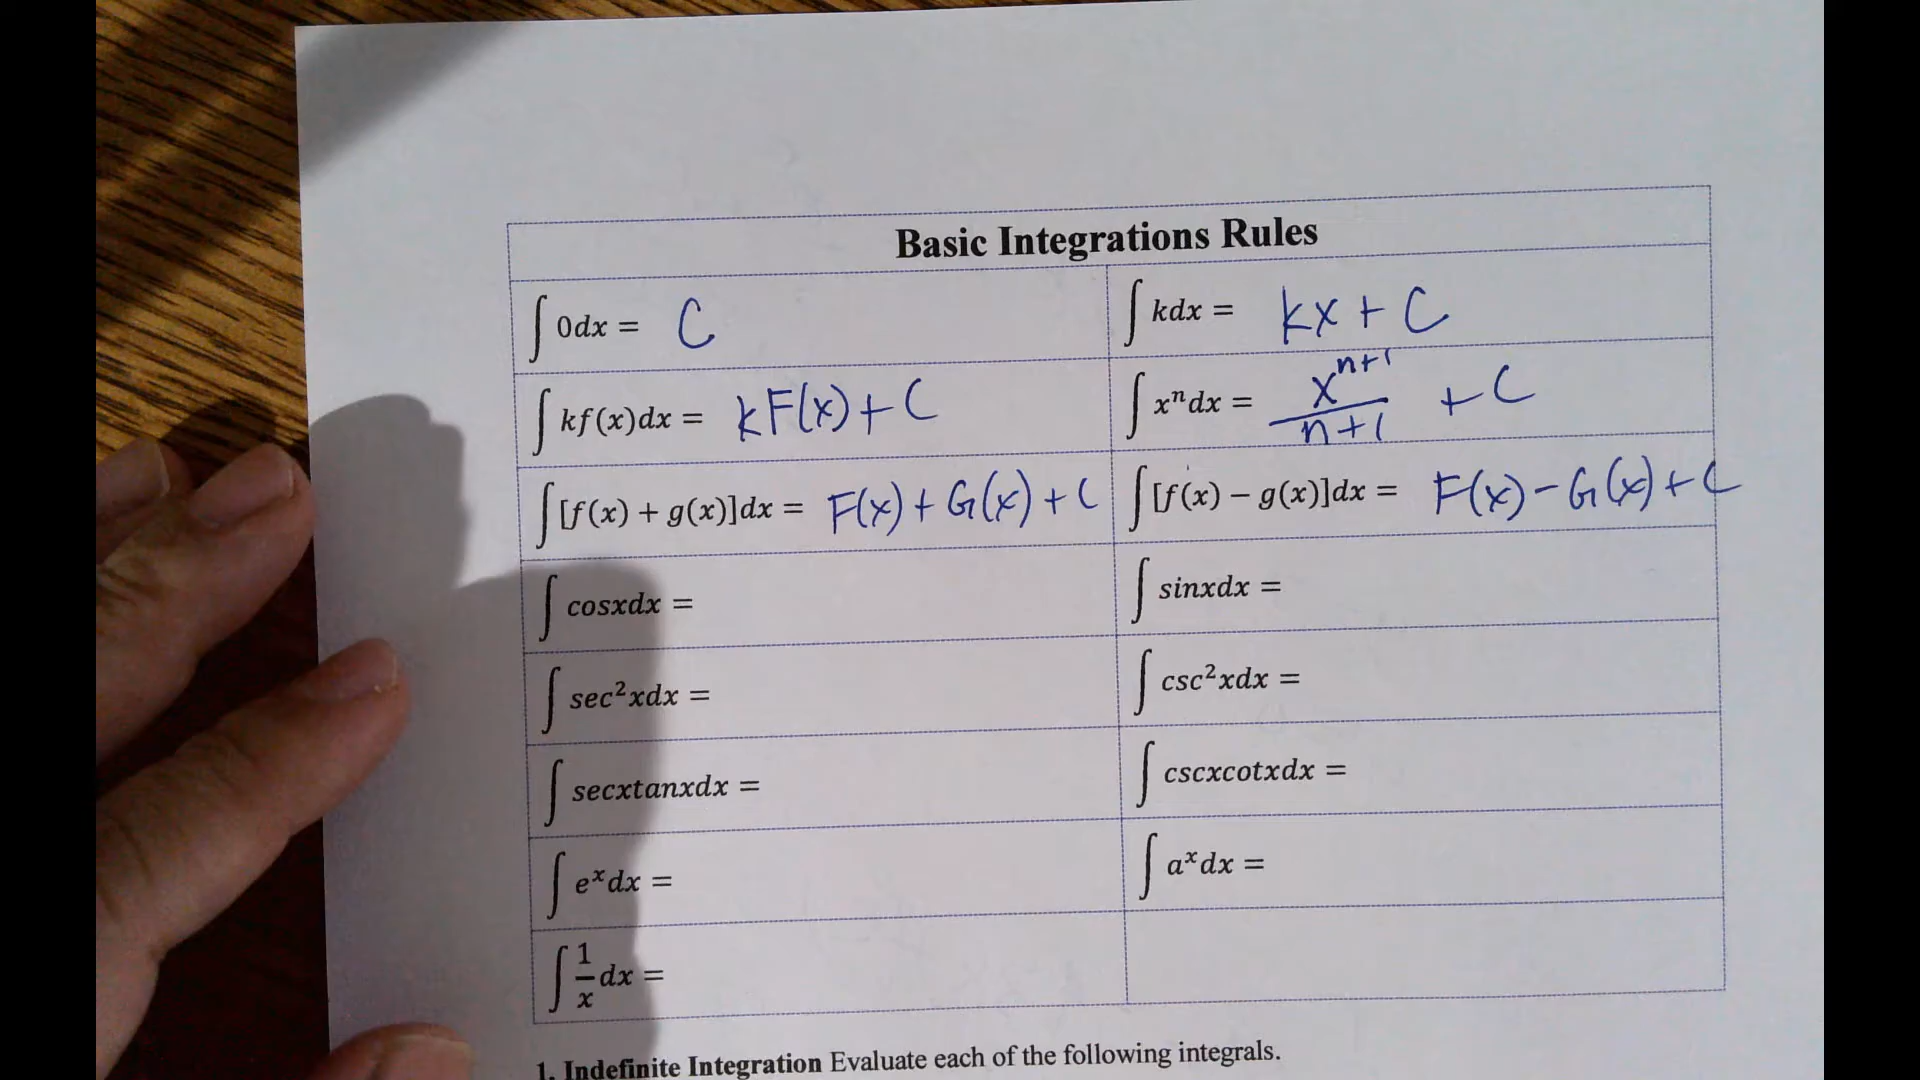 Basic Integrations Rules
∫ 0dx = C
∫ kdx = kx + C
∫ kf(x)dx = kF(x) + C
∫ xⁿdx = xⁿ⁺¹/n+1 + C
∫[f(x) + g(x)]dx = F(x) + G(x) + C
∫[f(x) − g(x)]dx = F(x) − G(x) + C
∫ cosxdx =
∫ sinxdx =
∫ sec²xdx =
∫ csc²xdx =
∫ secxtanxdx =
∫ cscxcotxdx =
∫ eˣdx =
∫ aˣdx =
∫ 1/x dx =
1. Indefinite Integration Evaluate each of the following integrals.